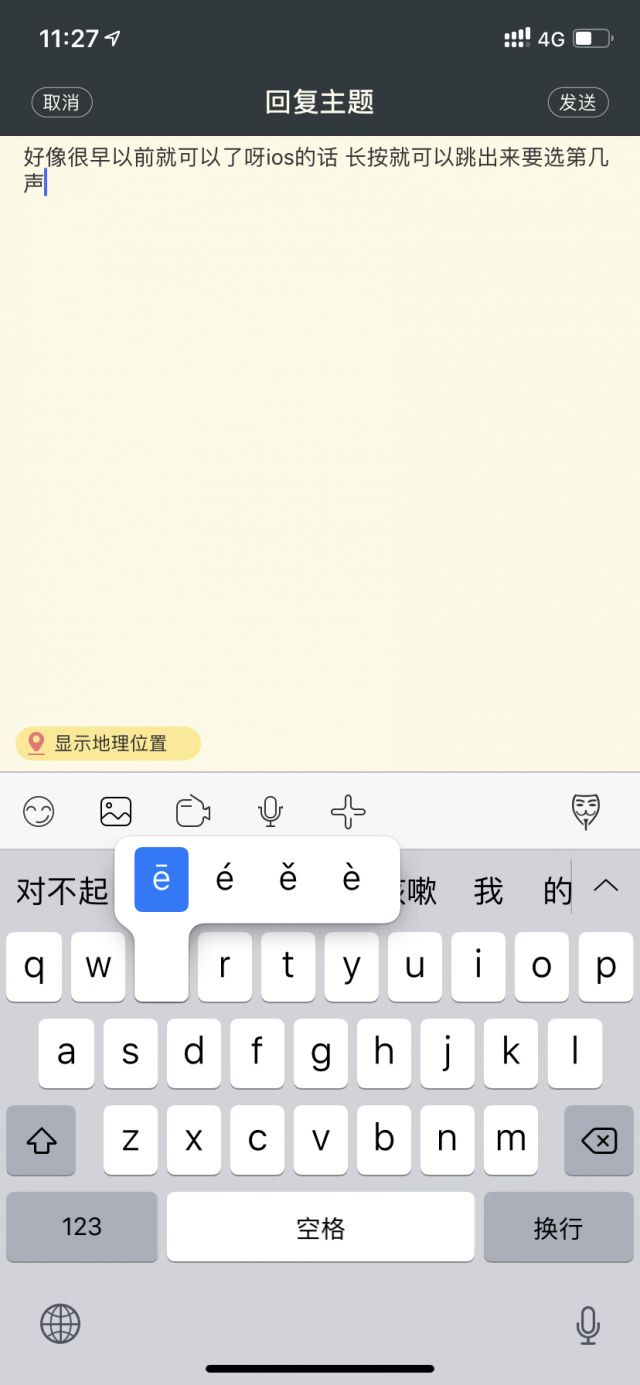 11:27
4G
取消
回复主题
发送
好像很早以前就可以了呀ios的话 长按就可以跳出来要选第几
声
显示地理位置
ē é ě è
对不起 嗽 我 的
q w r t y u i o p
a s d f g h j k l
z x c v b n m
123 空格 换行